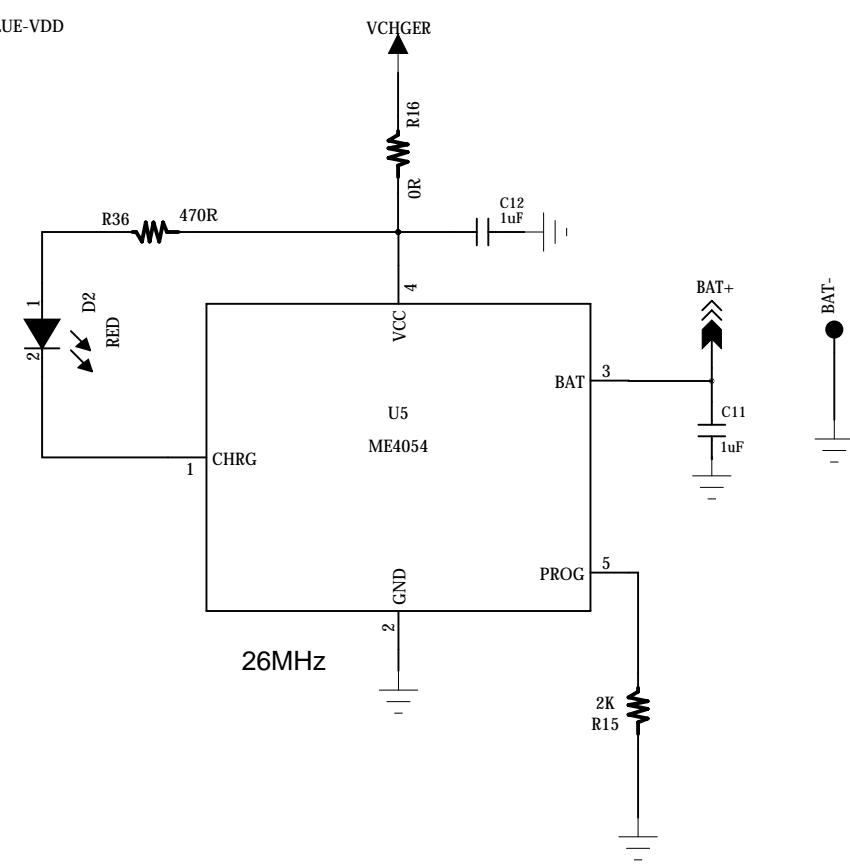 UE-VDD
VCHGER
R16
0R
R36
470R
C12
1uF
1
D2
RED
2
4
VCC
BAT+
BAT-
BAT
3
U5
ME4054
C11
1uF
CHRG
1
PROG
5
GND
2
26MHz
2K
R15